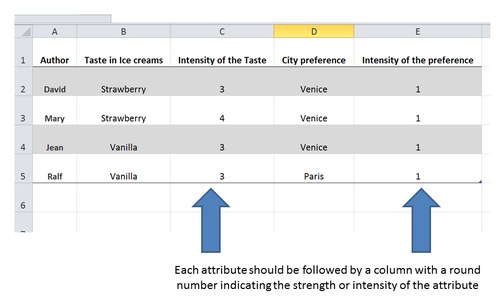 A B C D E
1 Author Taste in Ice creams Intensity of the Taste City preference Intensity of the preference
2 David Strawberry 3 Venice 1
3 Mary Strawberry 4 Venice 1
4 Jean Vanilla 3 Venice 1
5 Ralf Vanilla 3 Paris 1
6
Each attribute should be followed by a column with a round
number indicating the strength or intensity of the attribute